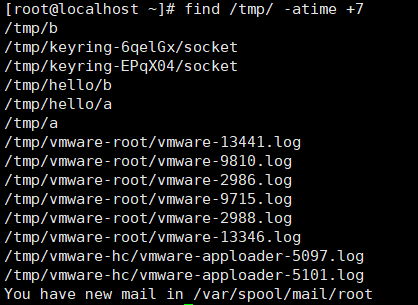 [root@localhost ~]# find /tmp/ -atime +7
/tmp/b
/tmp/keyring-6qelGx/socket
/tmp/keyring-EPqX04/socket
/tmp/hello/b
/tmp/hello/a
/tmp/a
/tmp/vmware-root/vmware-13441.log
/tmp/vmware-root/vmware-9810.log
/tmp/vmware-root/vmware-2986.log
/tmp/vmware-root/vmware-9715.log
/tmp/vmware-root/vmware-2988.log
/tmp/vmware-root/vmware-13346.log
/tmp/vmware-hc/vmware-apploader-5097.log
/tmp/vmware-hc/vmware-apploader-5101.log
You have new mail in /var/spool/mail/root